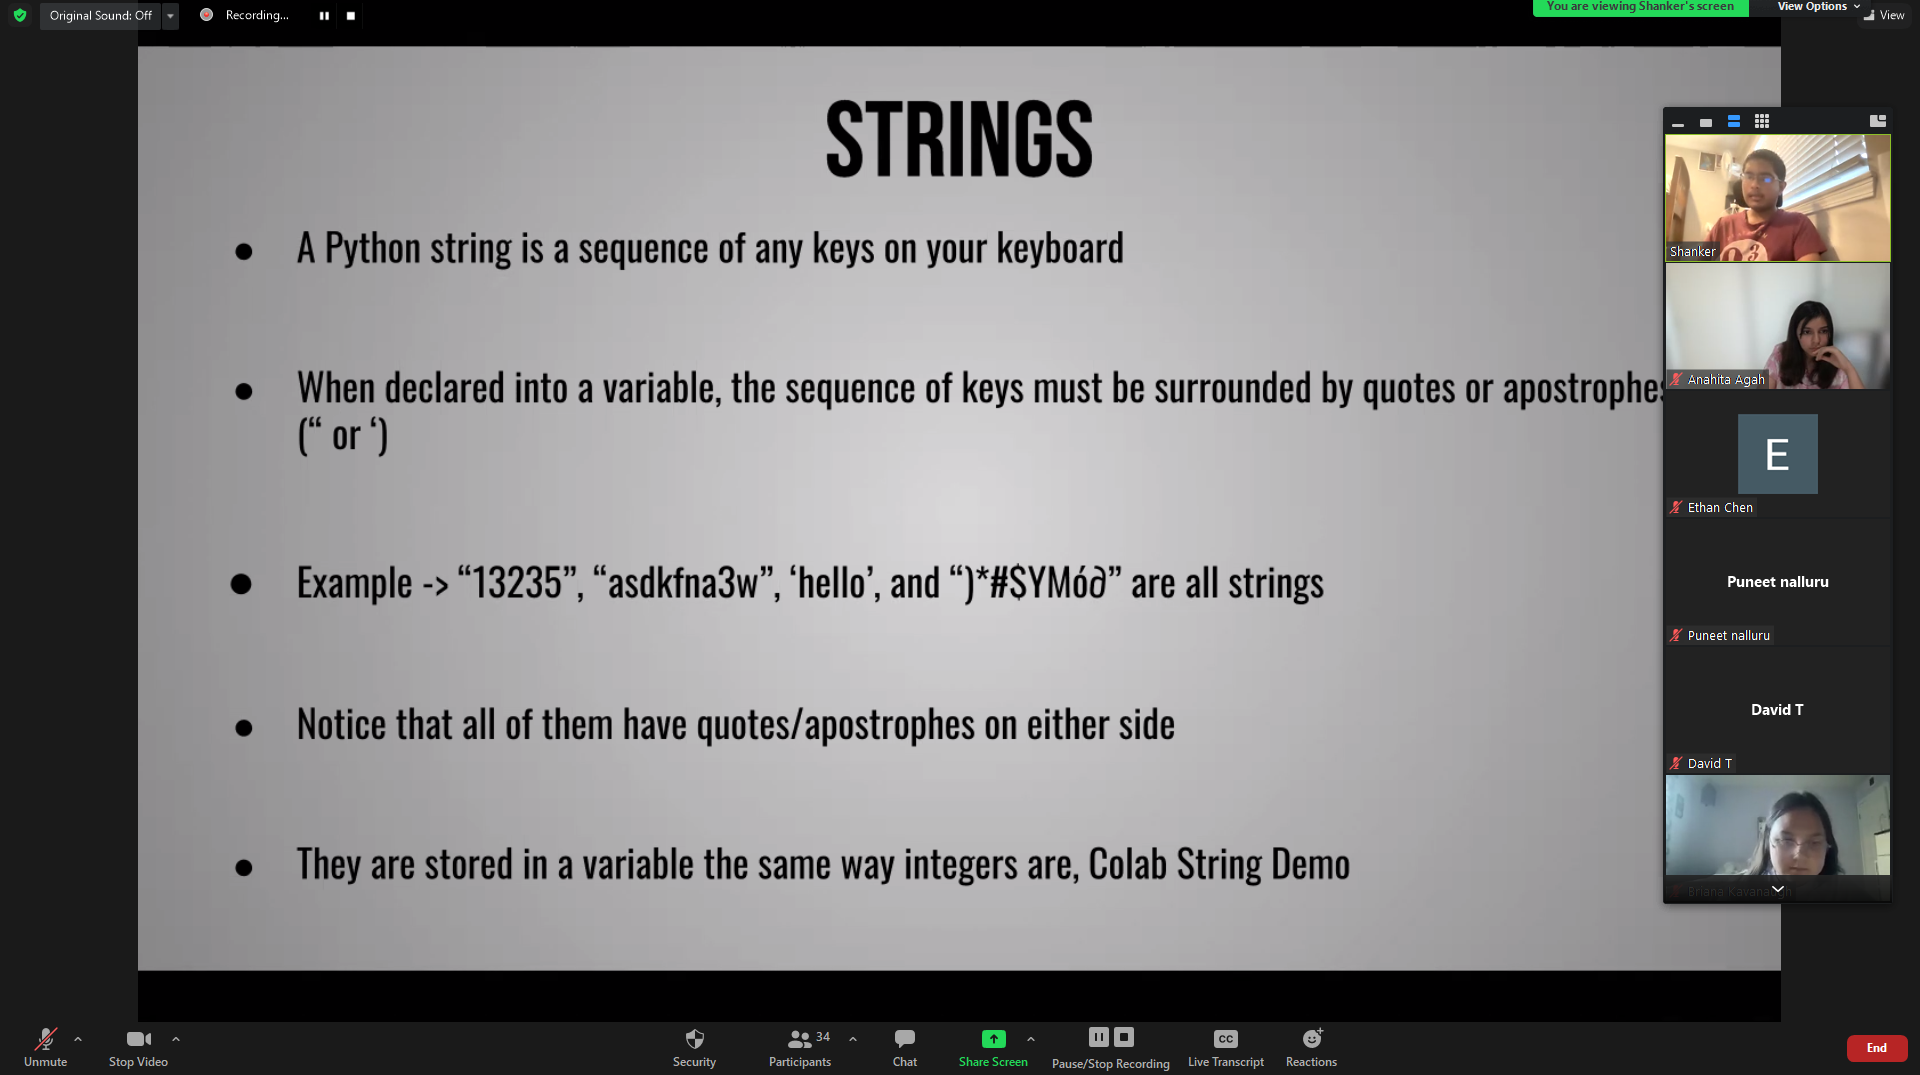 Original Sound: Off
Recording...
You are viewing Shanker's screen
View Options
View
STRINGS
● A Python string is a sequence of any keys on your keyboard
● When declared into a variable, the sequence of keys must be surrounded by quotes or apostrophes
(“ or ‘)
● Example -> “13235”, “asdkfna3w”, ‘hello’, and “)*#$YMó∂” are all strings
● Notice that all of them have quotes/apostrophes on either side
● They are stored in a variable the same way integers are, Colab String Demo
Shanker
Anahita Agah
E
Ethan Chen
Puneet nalluru
Puneet nalluru
David T
David T
Briana Kavanaugh
Unmute
Stop Video
Security
34
Participants
Chat
Share Screen
Pause/Stop Recording
CC
Live Transcript
Reactions
End